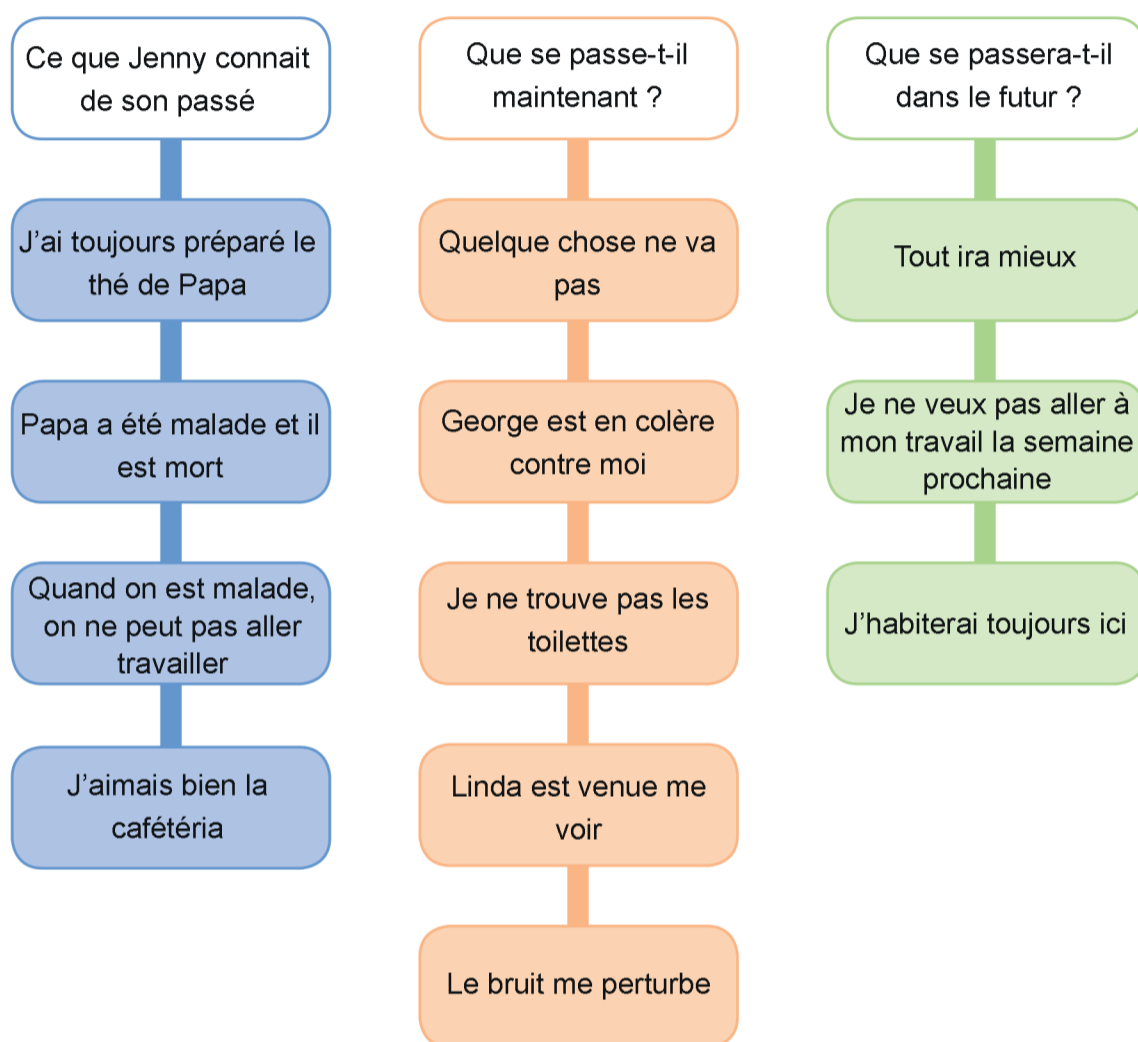 Ce que Jenny connait
de son passé
J'ai toujours préparé le
thé de Papa
Papa a été malade et il
est mort
Quand on est malade,
on ne peut pas aller
travailler
J'aimais bien la
cafétéria
Que se passe-t-il
maintenant ?
Quelque chose ne va
pas
George est en colère
contre moi
Je ne trouve pas les
toilettes
Linda est venue me
voir
Le bruit me perturbe
Que se passera-t-il
dans le futur ?
Tout ira mieux
Je ne veux pas aller à
mon travail la semaine
prochaine
J'habiterai toujours ici